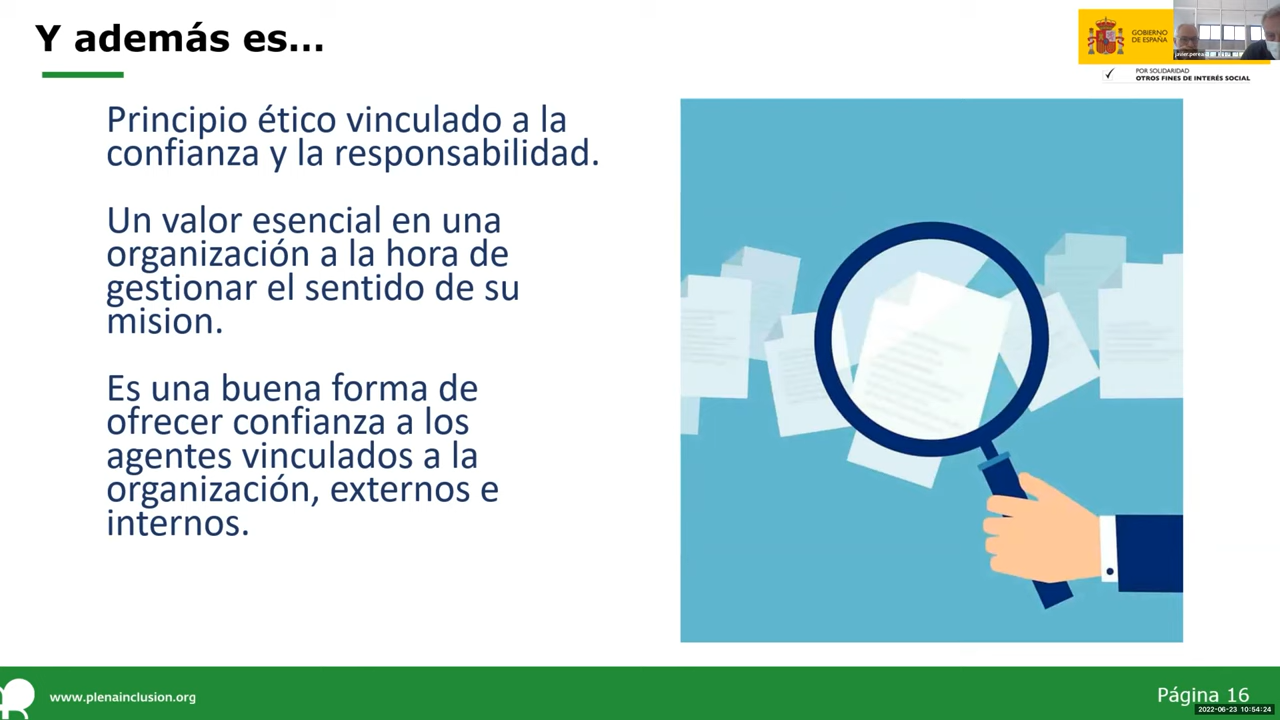 Y además es...
GOBIERNO
DE ESPAÑA
POR SOLIDARIDAD
OTROS FINES DE INTERÉS SOCIAL
Principio ético vinculado a la
confianza y la responsabilidad.
Un valor esencial en una
organización a la hora de
gestionar el sentido de su
mision.
Es una buena forma de
ofrecer confianza a los
agentes vinculados a la
organización, externos e
internos.
www.plenainclusion.org
Página 16
2022-06-23 10:54:24